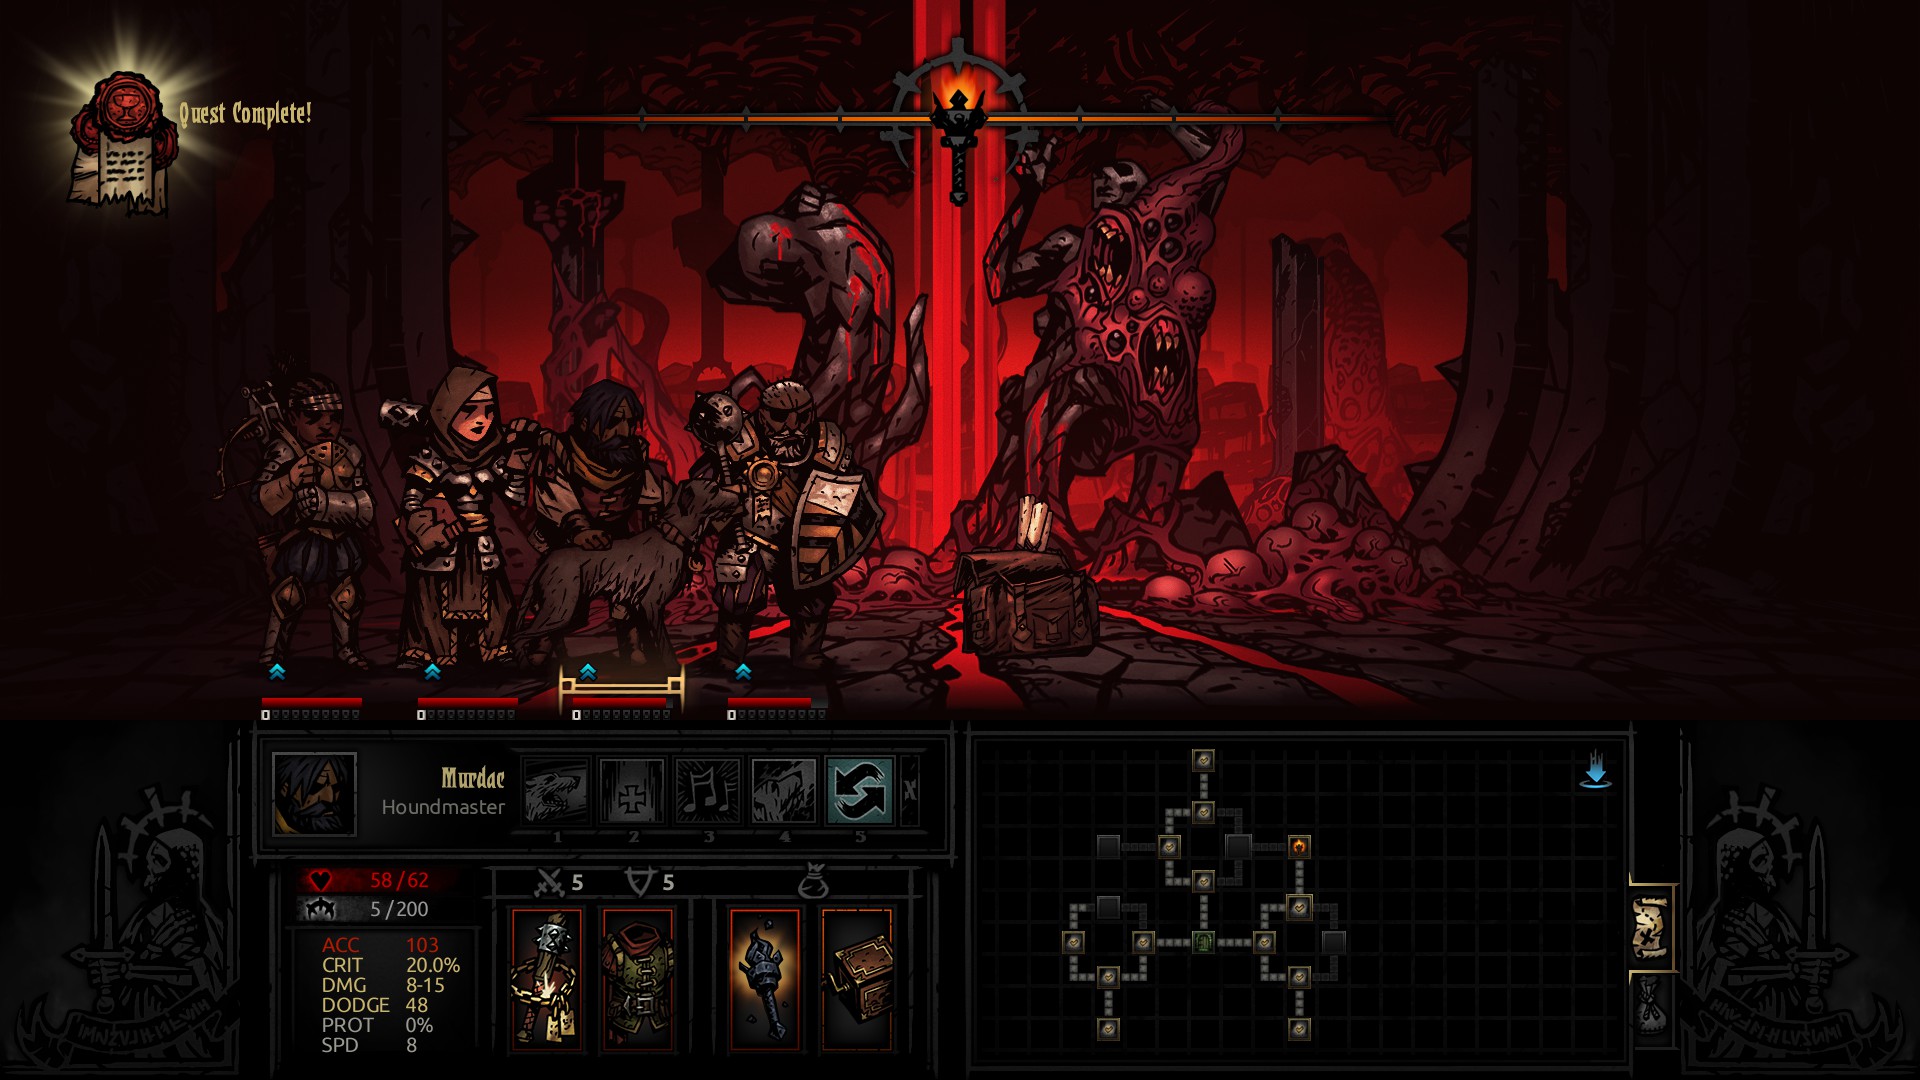 Quest Complete!
Murdac
Houndmaster
1 2 3 4 5
58/62
5/200
5 5
ACC 103
CRIT 20.0%
DMG 8-15
DODGE 48
PROT 0%
SPD 8